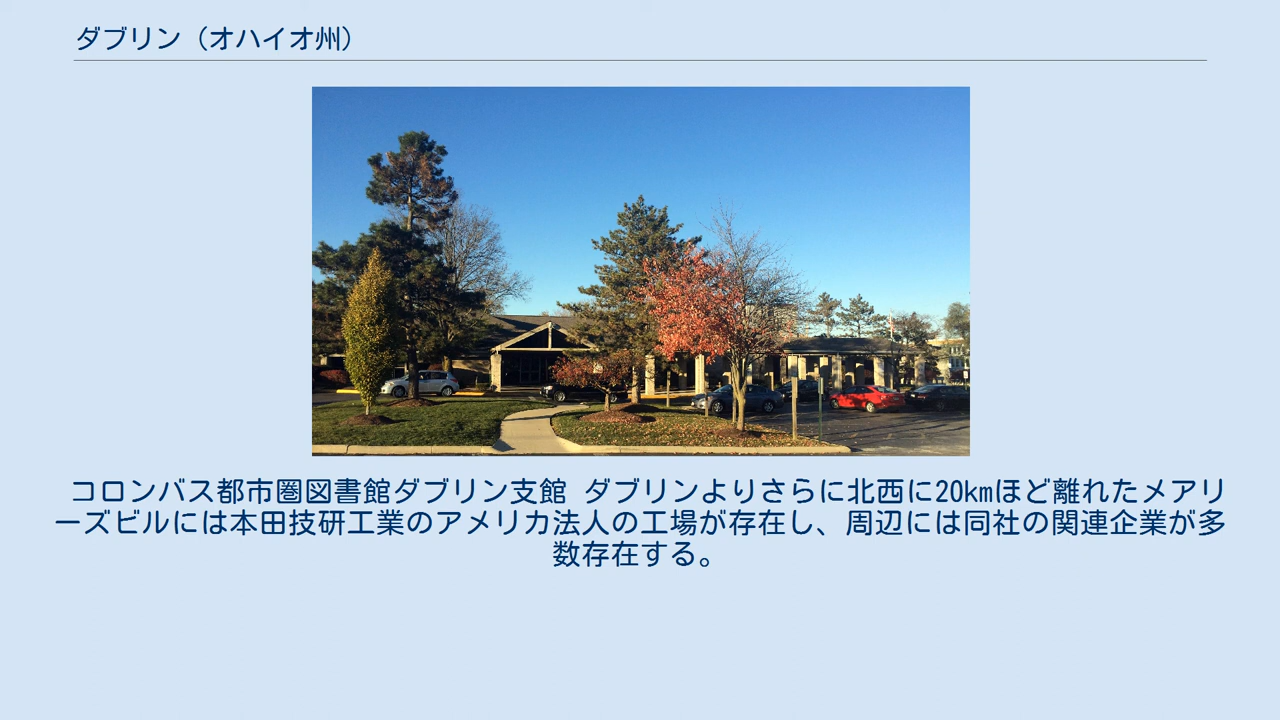 ダブリン（オハイオ州）
コロンバス都市圏図書館ダブリン支館 ダブリンよりさらに北西に20kmほど離れたメアリ
ーズビルには本田技研工業のアメリカ法人の工場が存在し、周辺には同社の関連企業が多
数存在する。